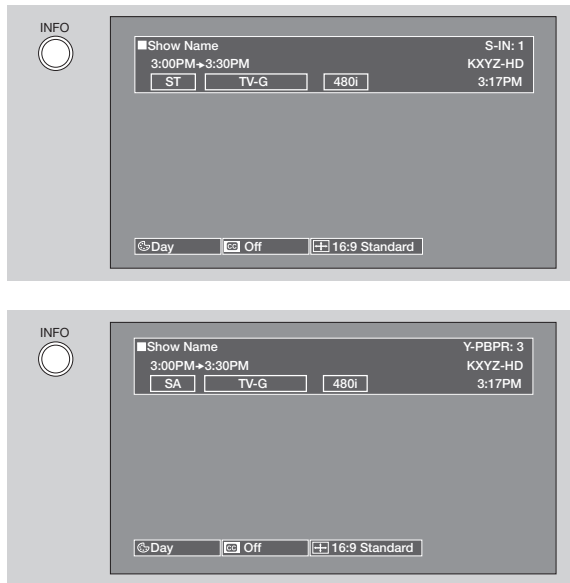 INFO
■Show Name S-IN: 1
3:00PM→3:30PM KXYZ-HD
ST TV-G 480i 3:17PM
Day CC Off 16:9 Standard
INFO
■Show Name Y-PBPR: 3
3:00PM→3:30PM KXYZ-HD
SA TV-G 480i 3:17PM
Day CC Off 16:9 Standard